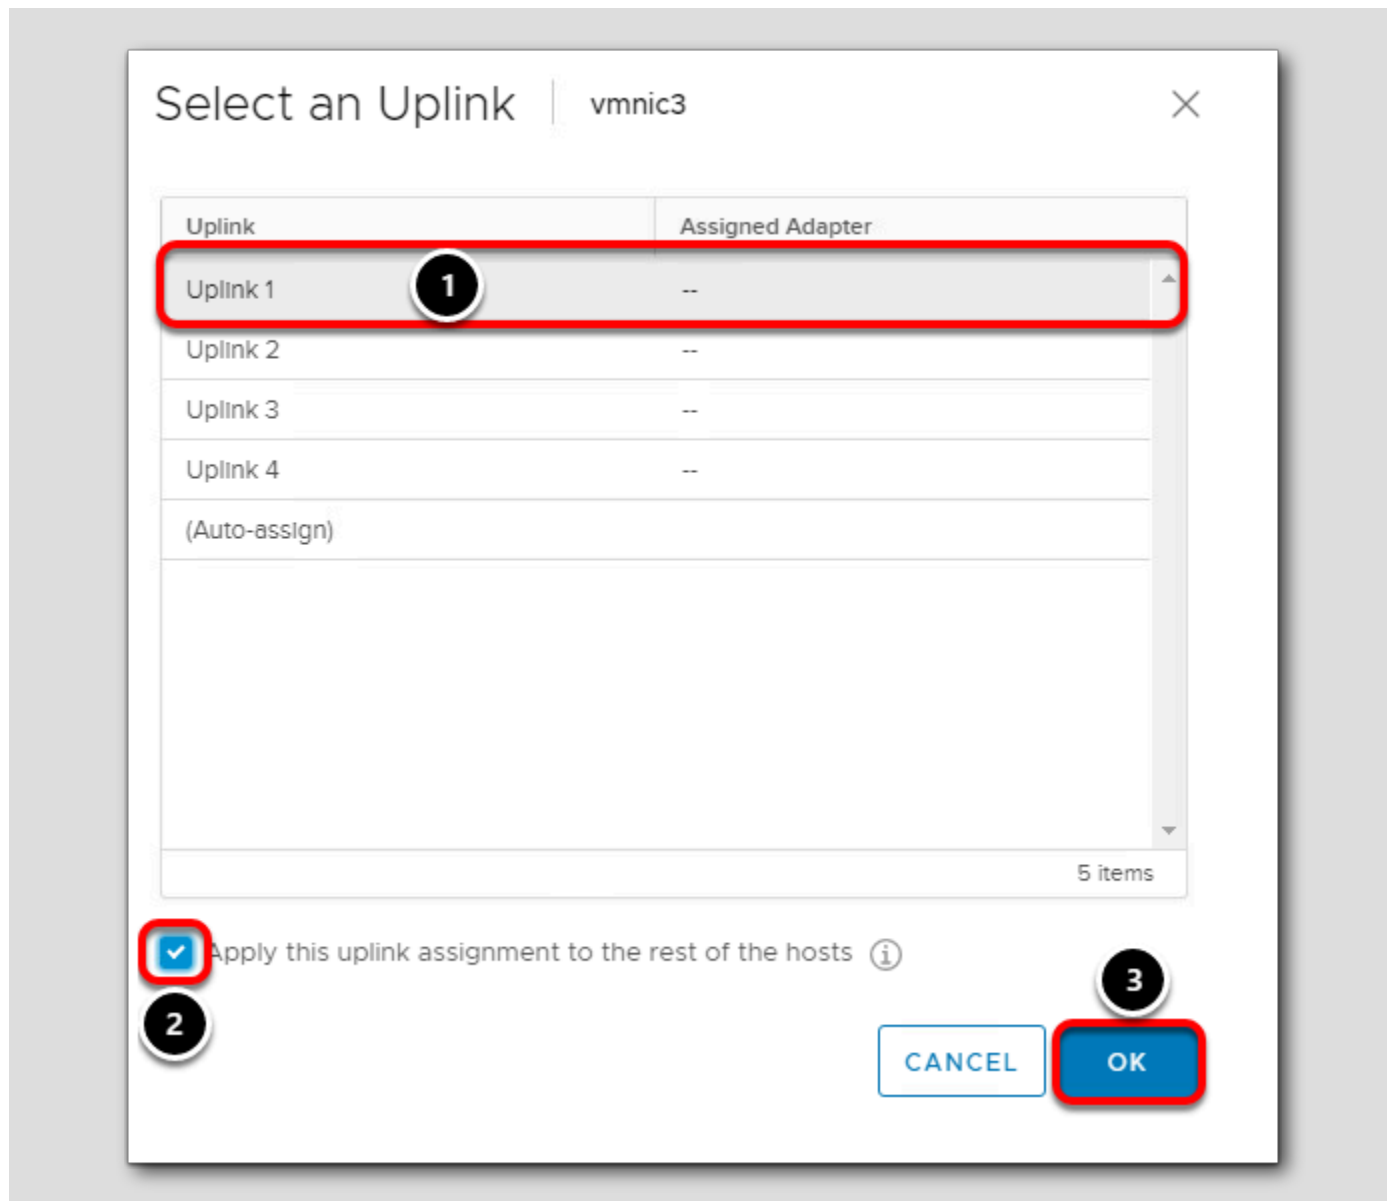 Select an Uplink vmnic3
Uplink Assigned Adapter
Uplink 1 1 --
Uplink 2 --
Uplink 3 --
Uplink 4 --
(Auto-assign)
5 items
Apply this uplink assignment to the rest of the hosts i
2
3
CANCEL OK